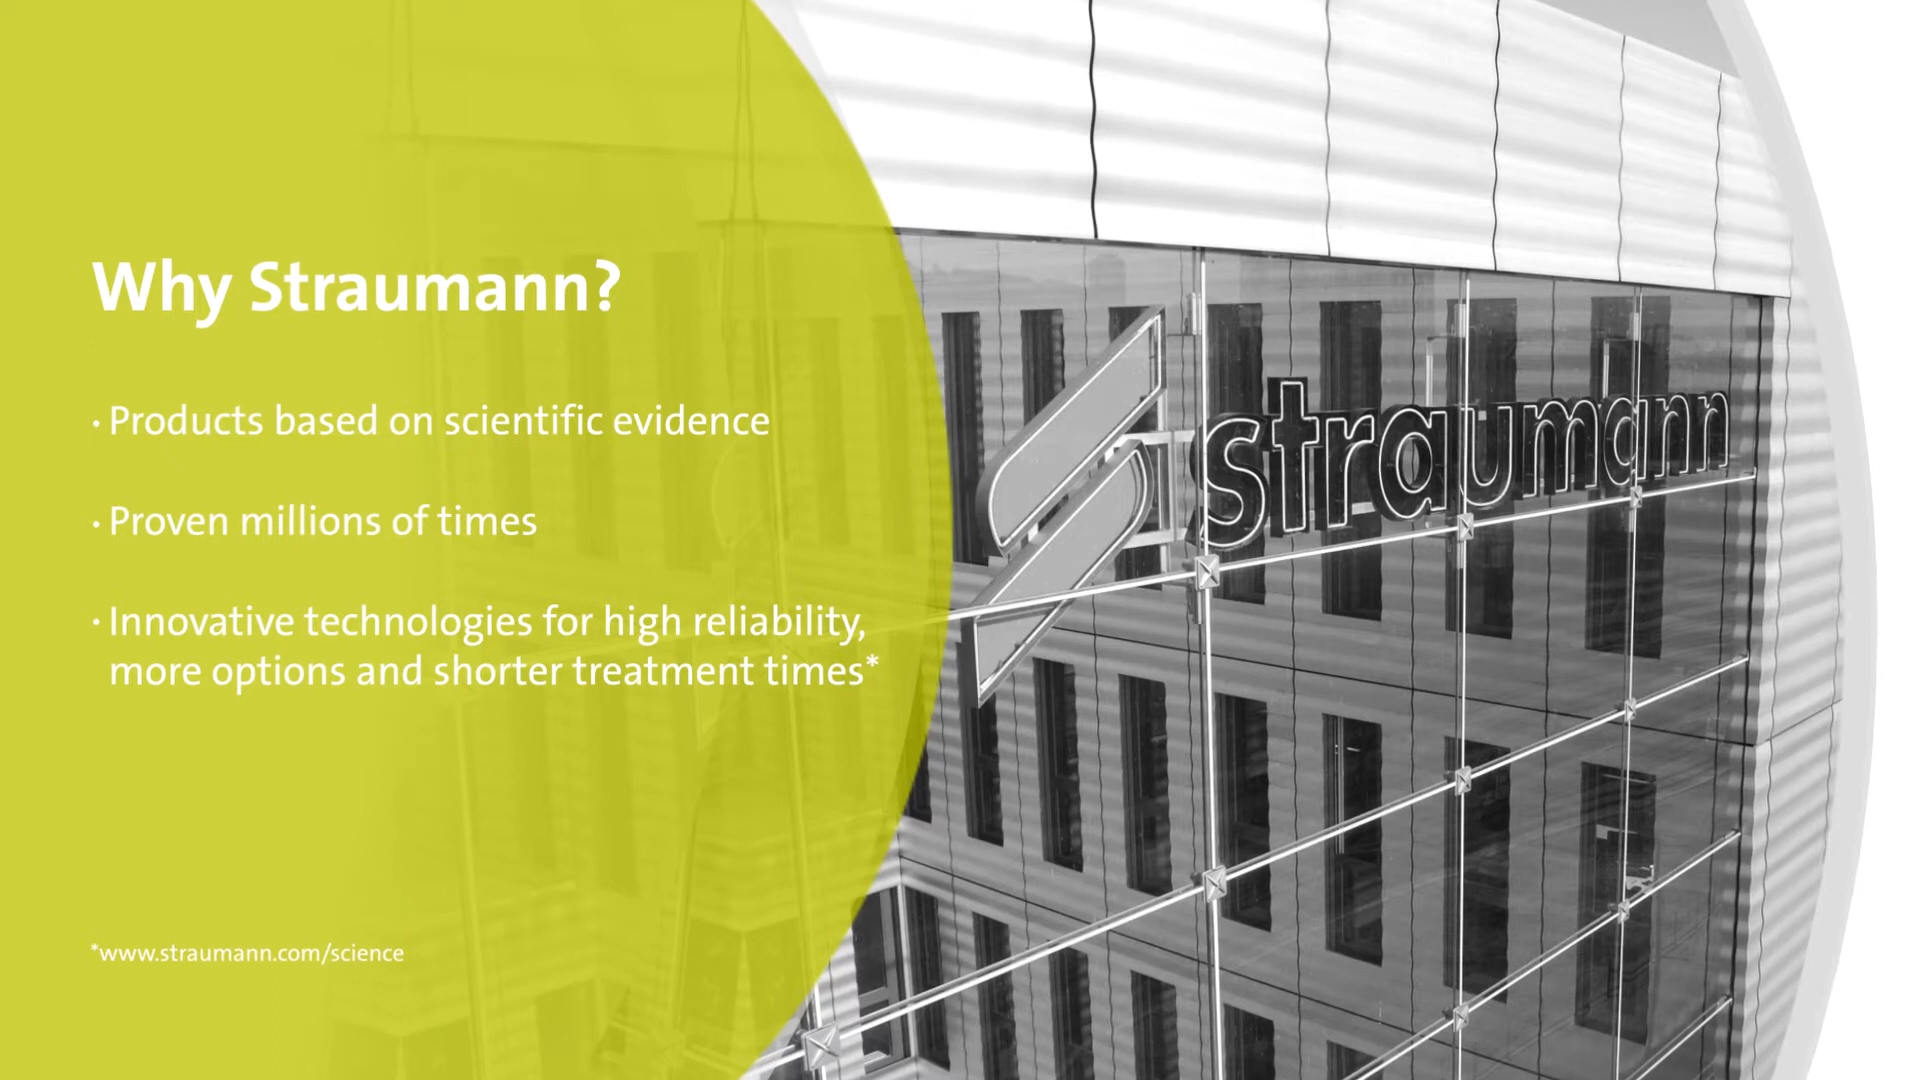 Why Straumann?
· Products based on scientific evidence
· Proven millions of times
· Innovative technologies for high reliability,
more options and shorter treatment times*
*www.straumann.com/science
straumann